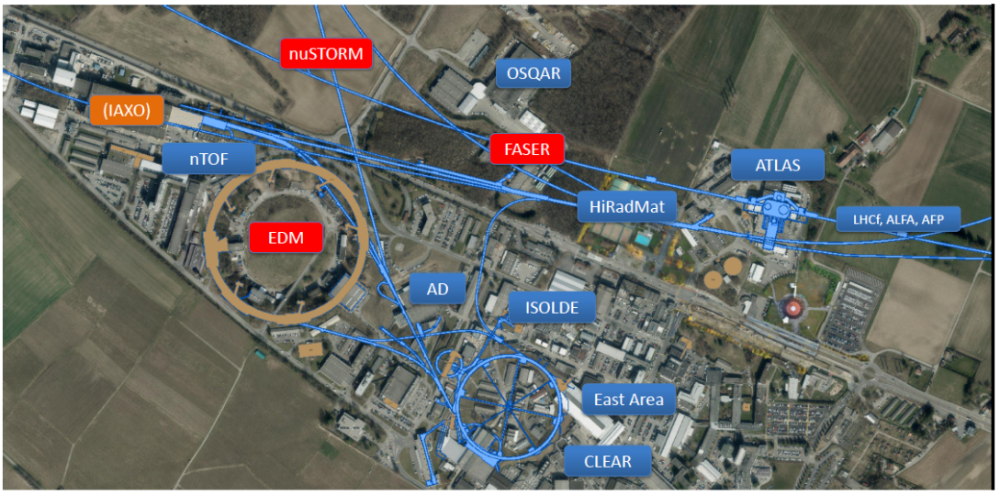 nuSTORM
OSQAR
(IAXO)
FASER
nTOF
ATLAS
HiRadMat
LHCf, ALFA, AFP
EDM
AD
ISOLDE
East Area
CLEAR